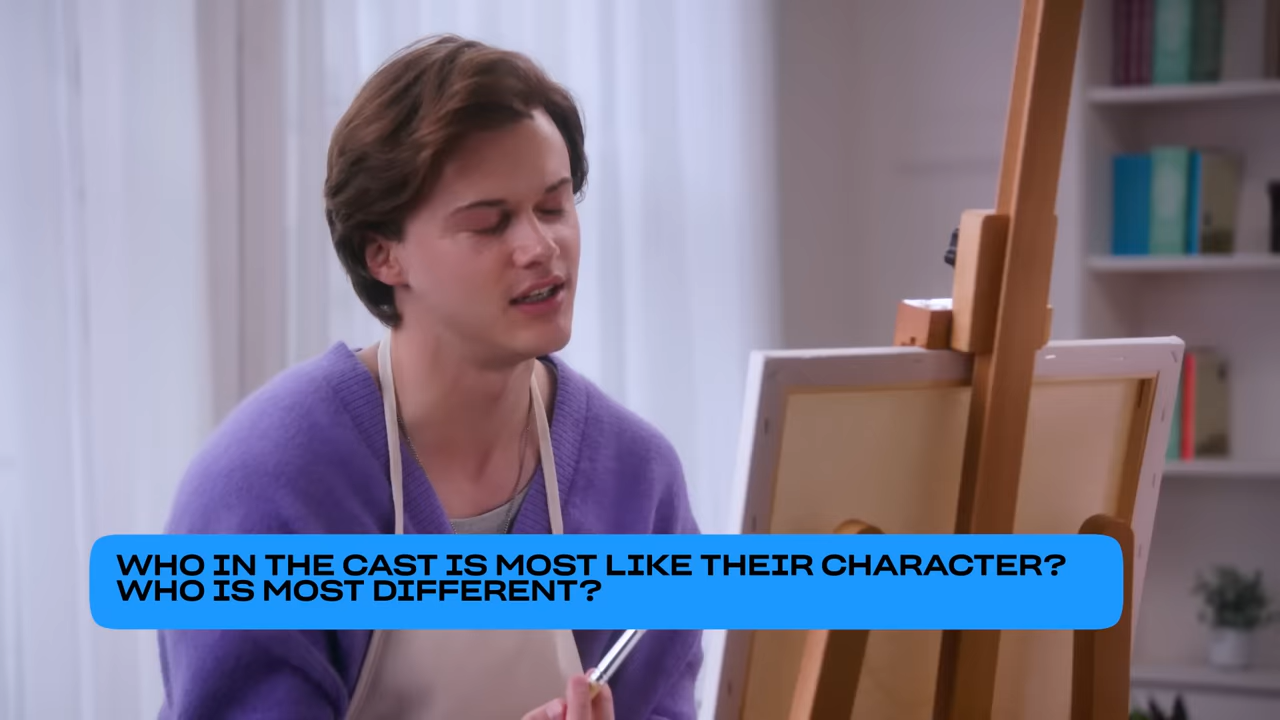 WHO IN THE CAST IS MOST LIKE THEIR CHARACTER?
WHO IS MOST DIFFERENT?